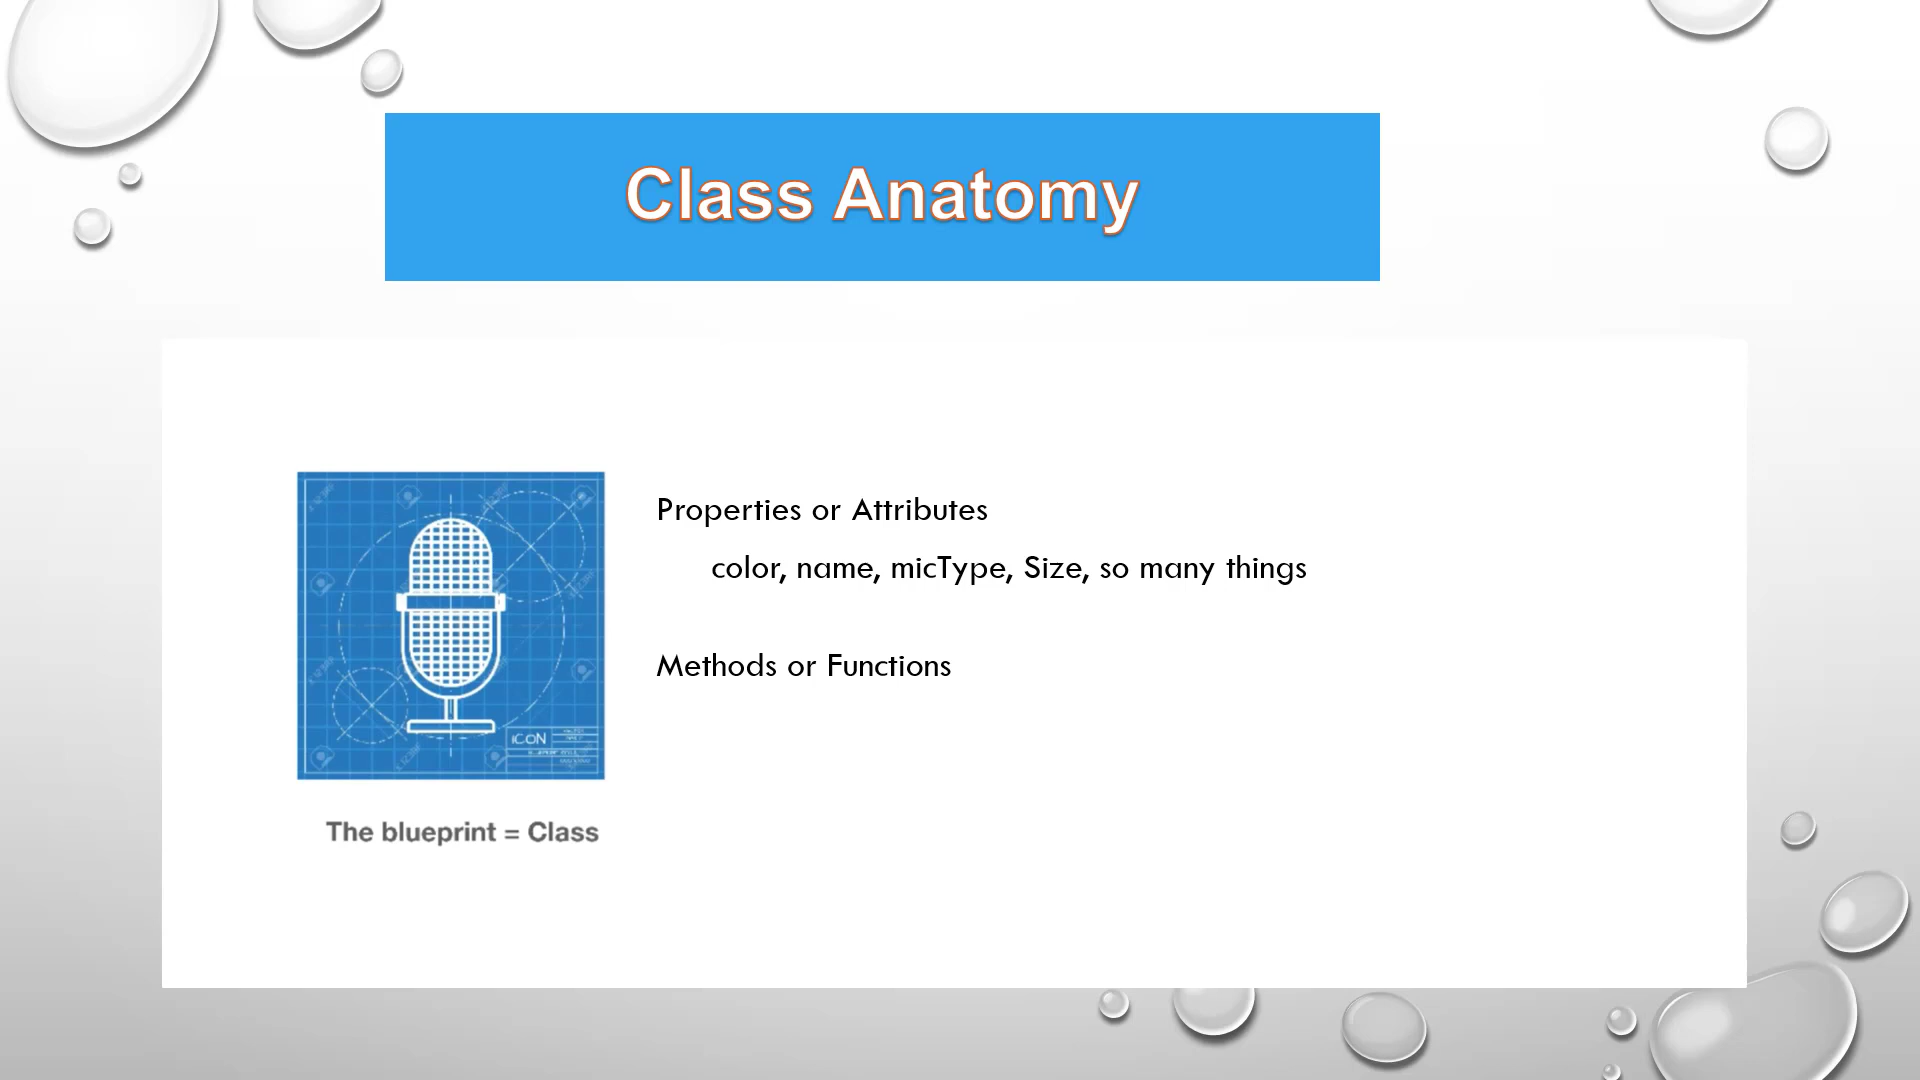 Class Anatomy
Properties or Attributes
color, name, micType, Size, so many things
Methods or Functions
iCON
The blueprint = Class